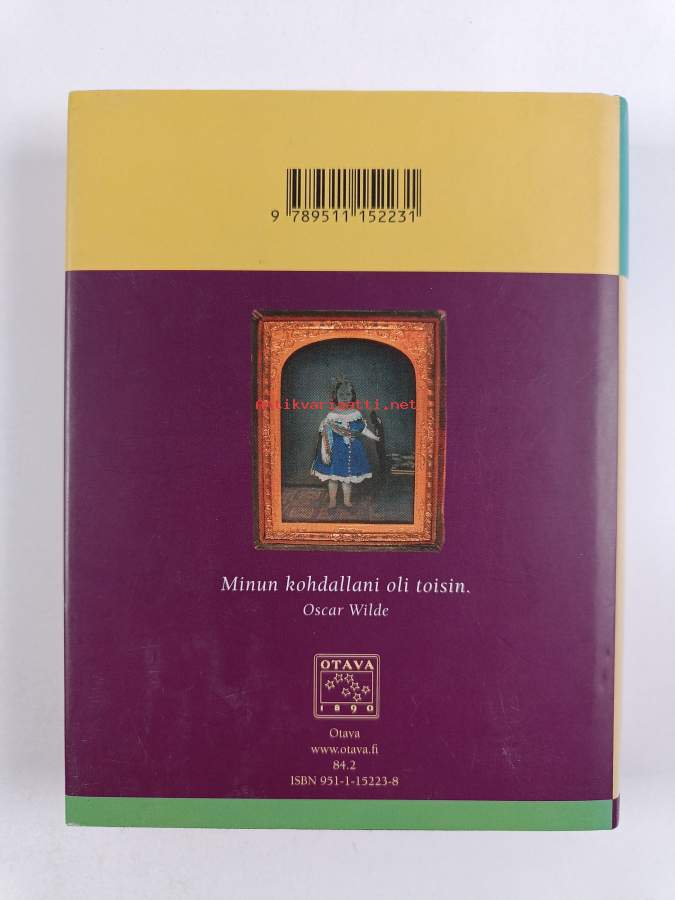 9 789511 152231
antikvariaatti.net
Minun kohdallani oli toisin.
Oscar Wilde
OTAVA
1890
Otava
www.otava.fi
84.2
ISBN 951-1-15223-8